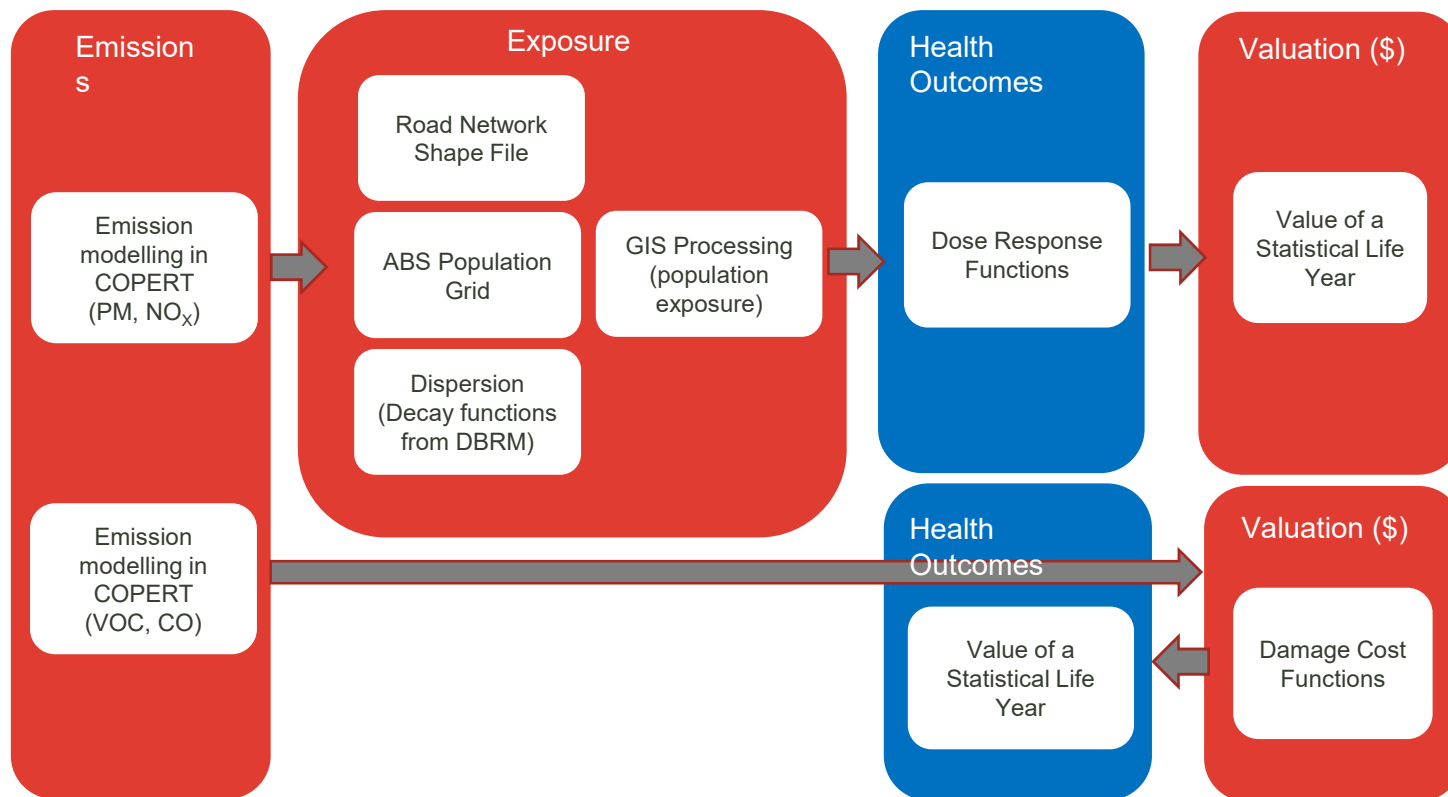 Emission
s
Emission
modelling in
COPERT
(PM, NOX)
Emission
modelling in
COPERT
(VOC, CO)
Exposure
Road Network
Shape File
ABS Population
Grid
Dispersion
(Decay functions
from DBRM)
GIS Processing
(population
exposure)
Health
Outcomes
Dose Response
Functions
Valuation ($)
Value of a
Statistical Life
Year
Health
Outcomes
Value of a
Statistical Life
Year
Valuation ($)
Damage Cost
Functions